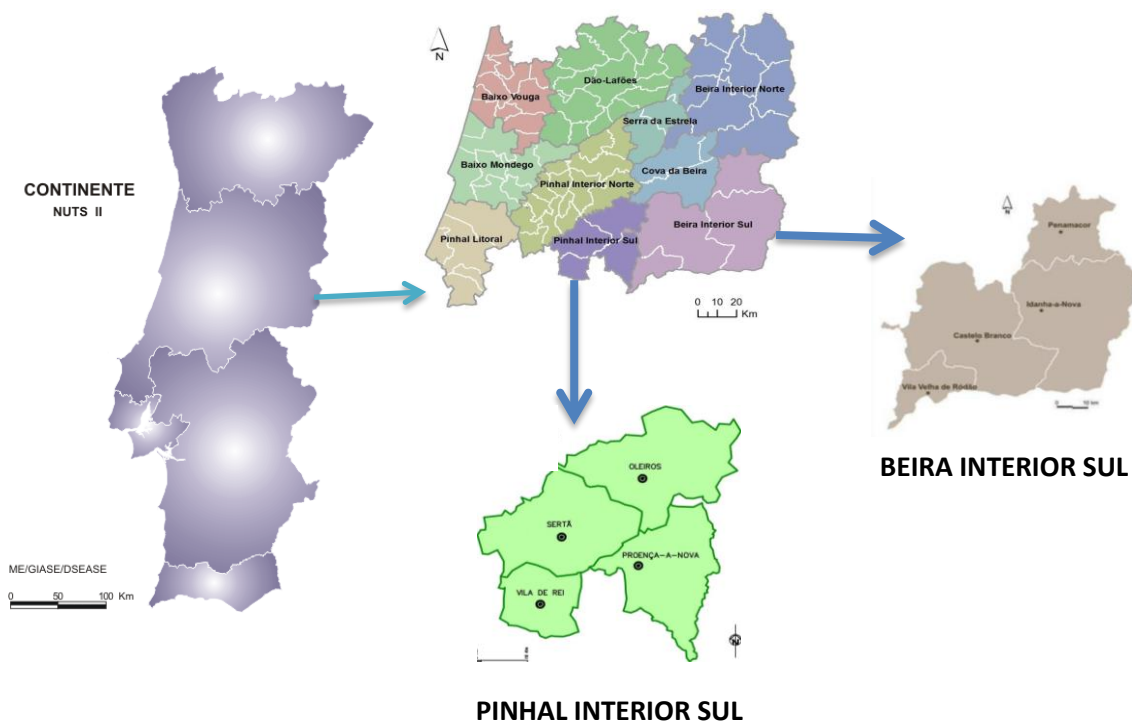 CONTINENTE
NUTS II
ME/GIASE/DSEASE
0 50 100 Km
N
Baixo Vouga
Dão-Lafões
Beira Interior Norte
Serra da Estrela
Baixo Mondego
Cova da Beira
Pinhal Interior Norte
Pinhal Litoral
Pinhal Interior Sul
Beira Interior Sul
0 10 20
Km
N
Penamacor
Idanha-a-Nova
Castelo Branco
Vila Velha de Ródão
0 10 km
BEIRA INTERIOR SUL
OLEIROS
SERTÃ
PROENÇA-A-NOVA
VILA DE REI
N
PINHAL INTERIOR SUL